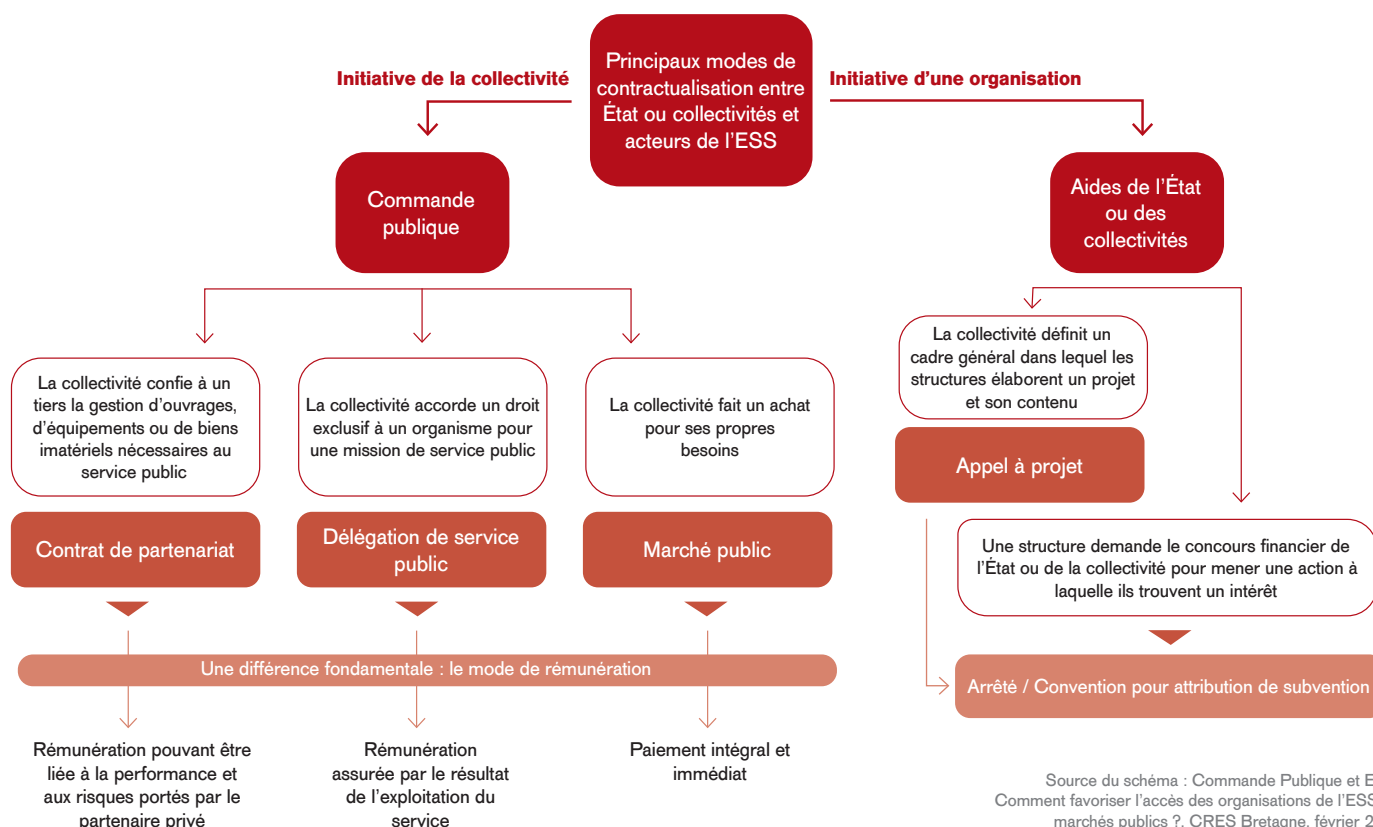 Principaux modes de
contractualisation entre
État ou collectivités et
acteurs de l'ESS
Initiative de la collectivité
Initiative d'une organisation
Commande
publique
Aides de l'État
ou des
collectivités
La collectivité confie à un
tiers la gestion d'ouvrages,
d'équipements ou de biens
imatériels nécessaires au
service public
Contrat de partenariat
La collectivité accorde un droit
exclusif à un organisme pour
une mission de service public
Délégation de service
public
La collectivité fait un achat
pour ses propres
besoins
Marché public
La collectivité définit un
cadre général dans lequel les
structures élaborent un projet
et son contenu
Appel à projet
Une structure demande le concours financier de
l'État ou de la collectivité pour mener une action à
laquelle ils trouvent un intérêt
Arrêté / Convention pour attribution de subvention
Une différence fondamentale : le mode de rémunération
Rémunération pouvant être
liée à la performance et
aux risques portés par le
partenaire privé
Rémunération
assurée par le résultat
de l'exploitation du
service
Paiement intégral et
immédiat
Source du schéma : Commande Publique et
Comment favoriser l'accès des organisations de l'ESS
marchés publics ?, CRES Bretagne, février